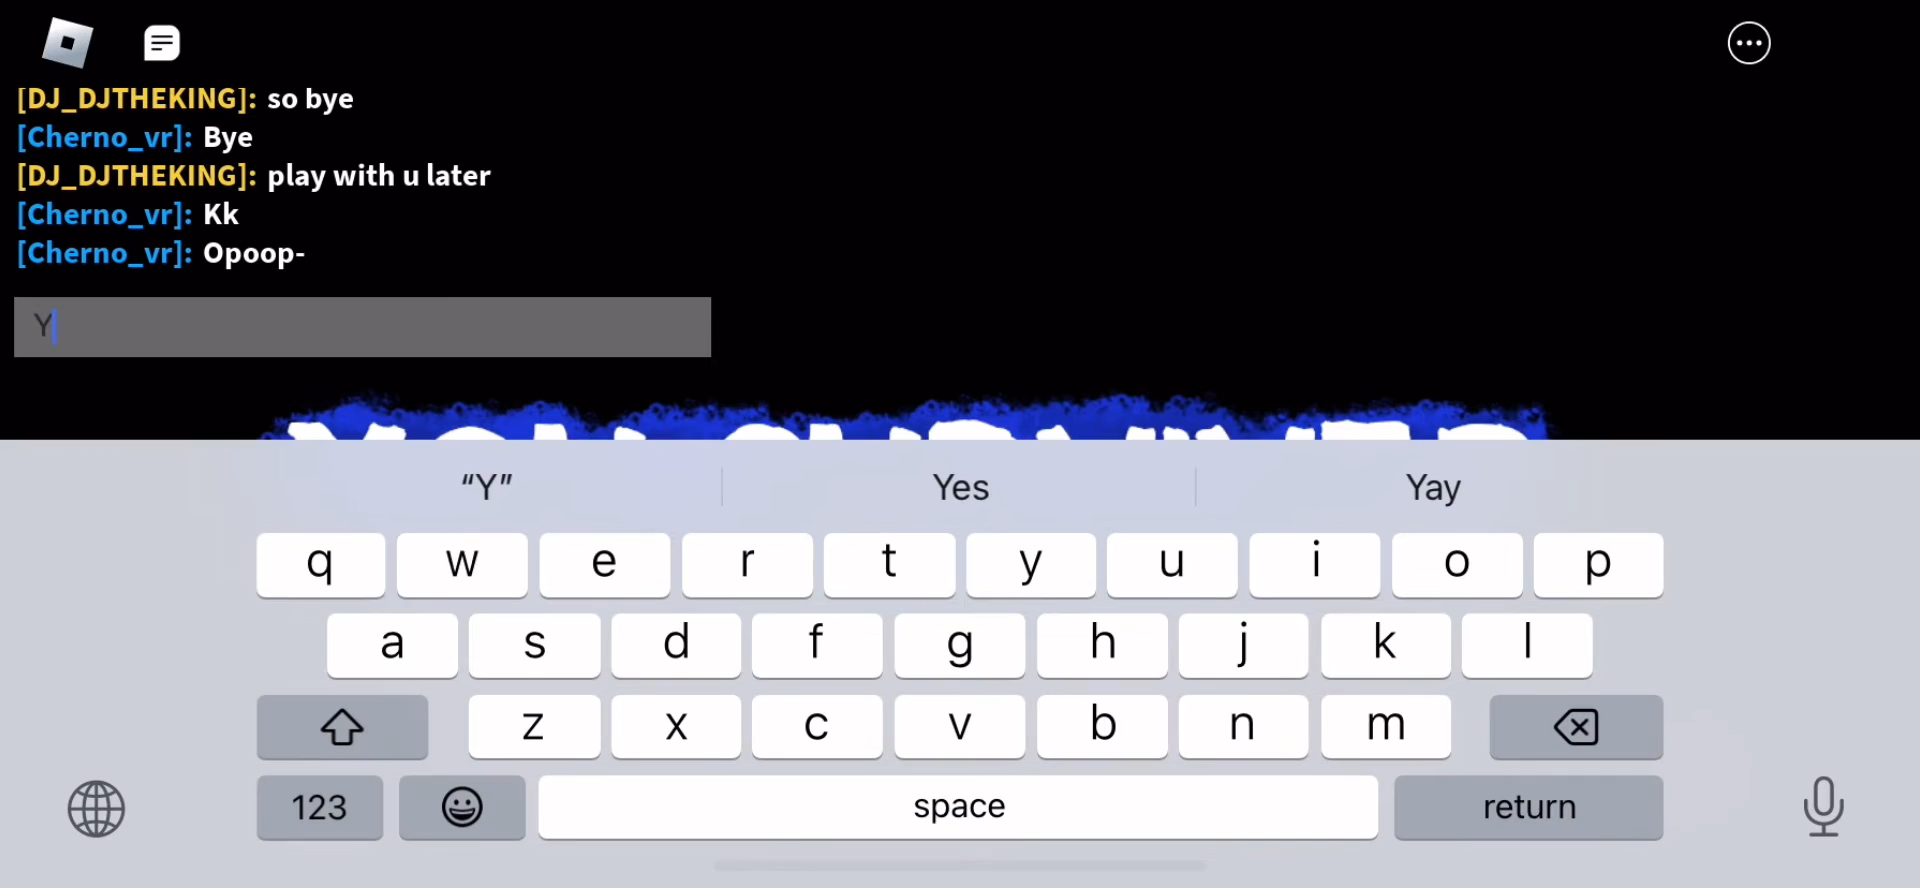 [DJ_DJTHEKING]: so bye
[Cherno_vr]: Bye
[DJ_DJTHEKING]: play with u later
[Cherno_vr]: Kk
[Cherno_vr]: Opoop-
Y
“Y” Yes Yay
q w e r t y u i o p
a s d f g h j k l
z x c v b n m
123 space return